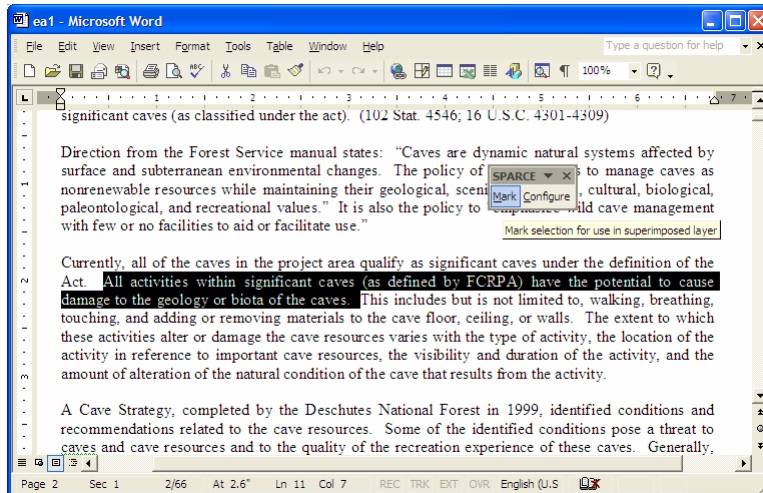 ea1 - Microsoft Word
File Edit View Insert Format Tools Table Window Help Type a question for help
100%
1 2 3 4 5 6 7
significant caves (as classified under the act). (102 Stat. 4546; 16 U.S.C. 4301-4309)
Direction from the Forest Service manual states: “Caves are dynamic natural systems affected by
surface and subterranean environmental changes. The policy of s to manage caves as
nonrenewable resources while maintaining their geological, sceni , cultural, biological,
paleontological, and recreational values.” It is also the policy to “emphasize wild cave management
with few or no facilities to aid or facilitate use.”
SPARCE
Mark Configure
Mark selection for use in superimposed layer
Currently, all of the caves in the project area qualify as significant caves under the definition of the
Act. All activities within significant caves (as defined by FCRPA) have the potential to cause
damage to the geology or biota of the caves. This includes but is not limited to, walking, breathing,
touching, and adding or removing materials to the cave floor, ceiling, or walls. The extent to which
these activities alter or damage the cave resources varies with the type of activity, the location of the
activity in reference to important cave resources, the visibility and duration of the activity, and the
amount of alteration of the natural condition of the cave that results from the activity.
A Cave Strategy, completed by the Deschutes National Forest in 1999, identified conditions and
recommendations related to the cave resources. Some of the identified conditions pose a threat to
caves and cave resources and to the quality of the recreation experience of these caves. Generally,
Page 2 Sec 1 2/66 At 2.6" Ln 11 Col 7 REC TRK EXT OVR English (U.S